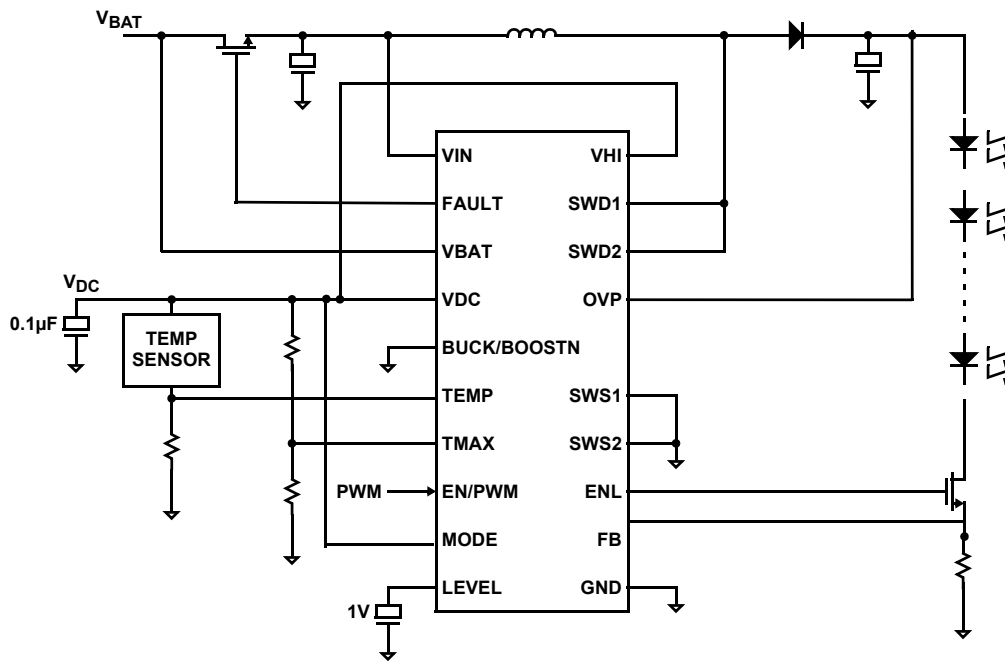 VBAT
VIN
VHI
FAULT
SWD1
VBAT
SWD2
VDC
VDC
OVP
0.1µF
TEMP
SENSOR
BUCK/BOOSTN
TEMP
SWS1
TMAX
SWS2
PWM
EN/PWM
ENL
MODE
FB
LEVEL
GND
1V